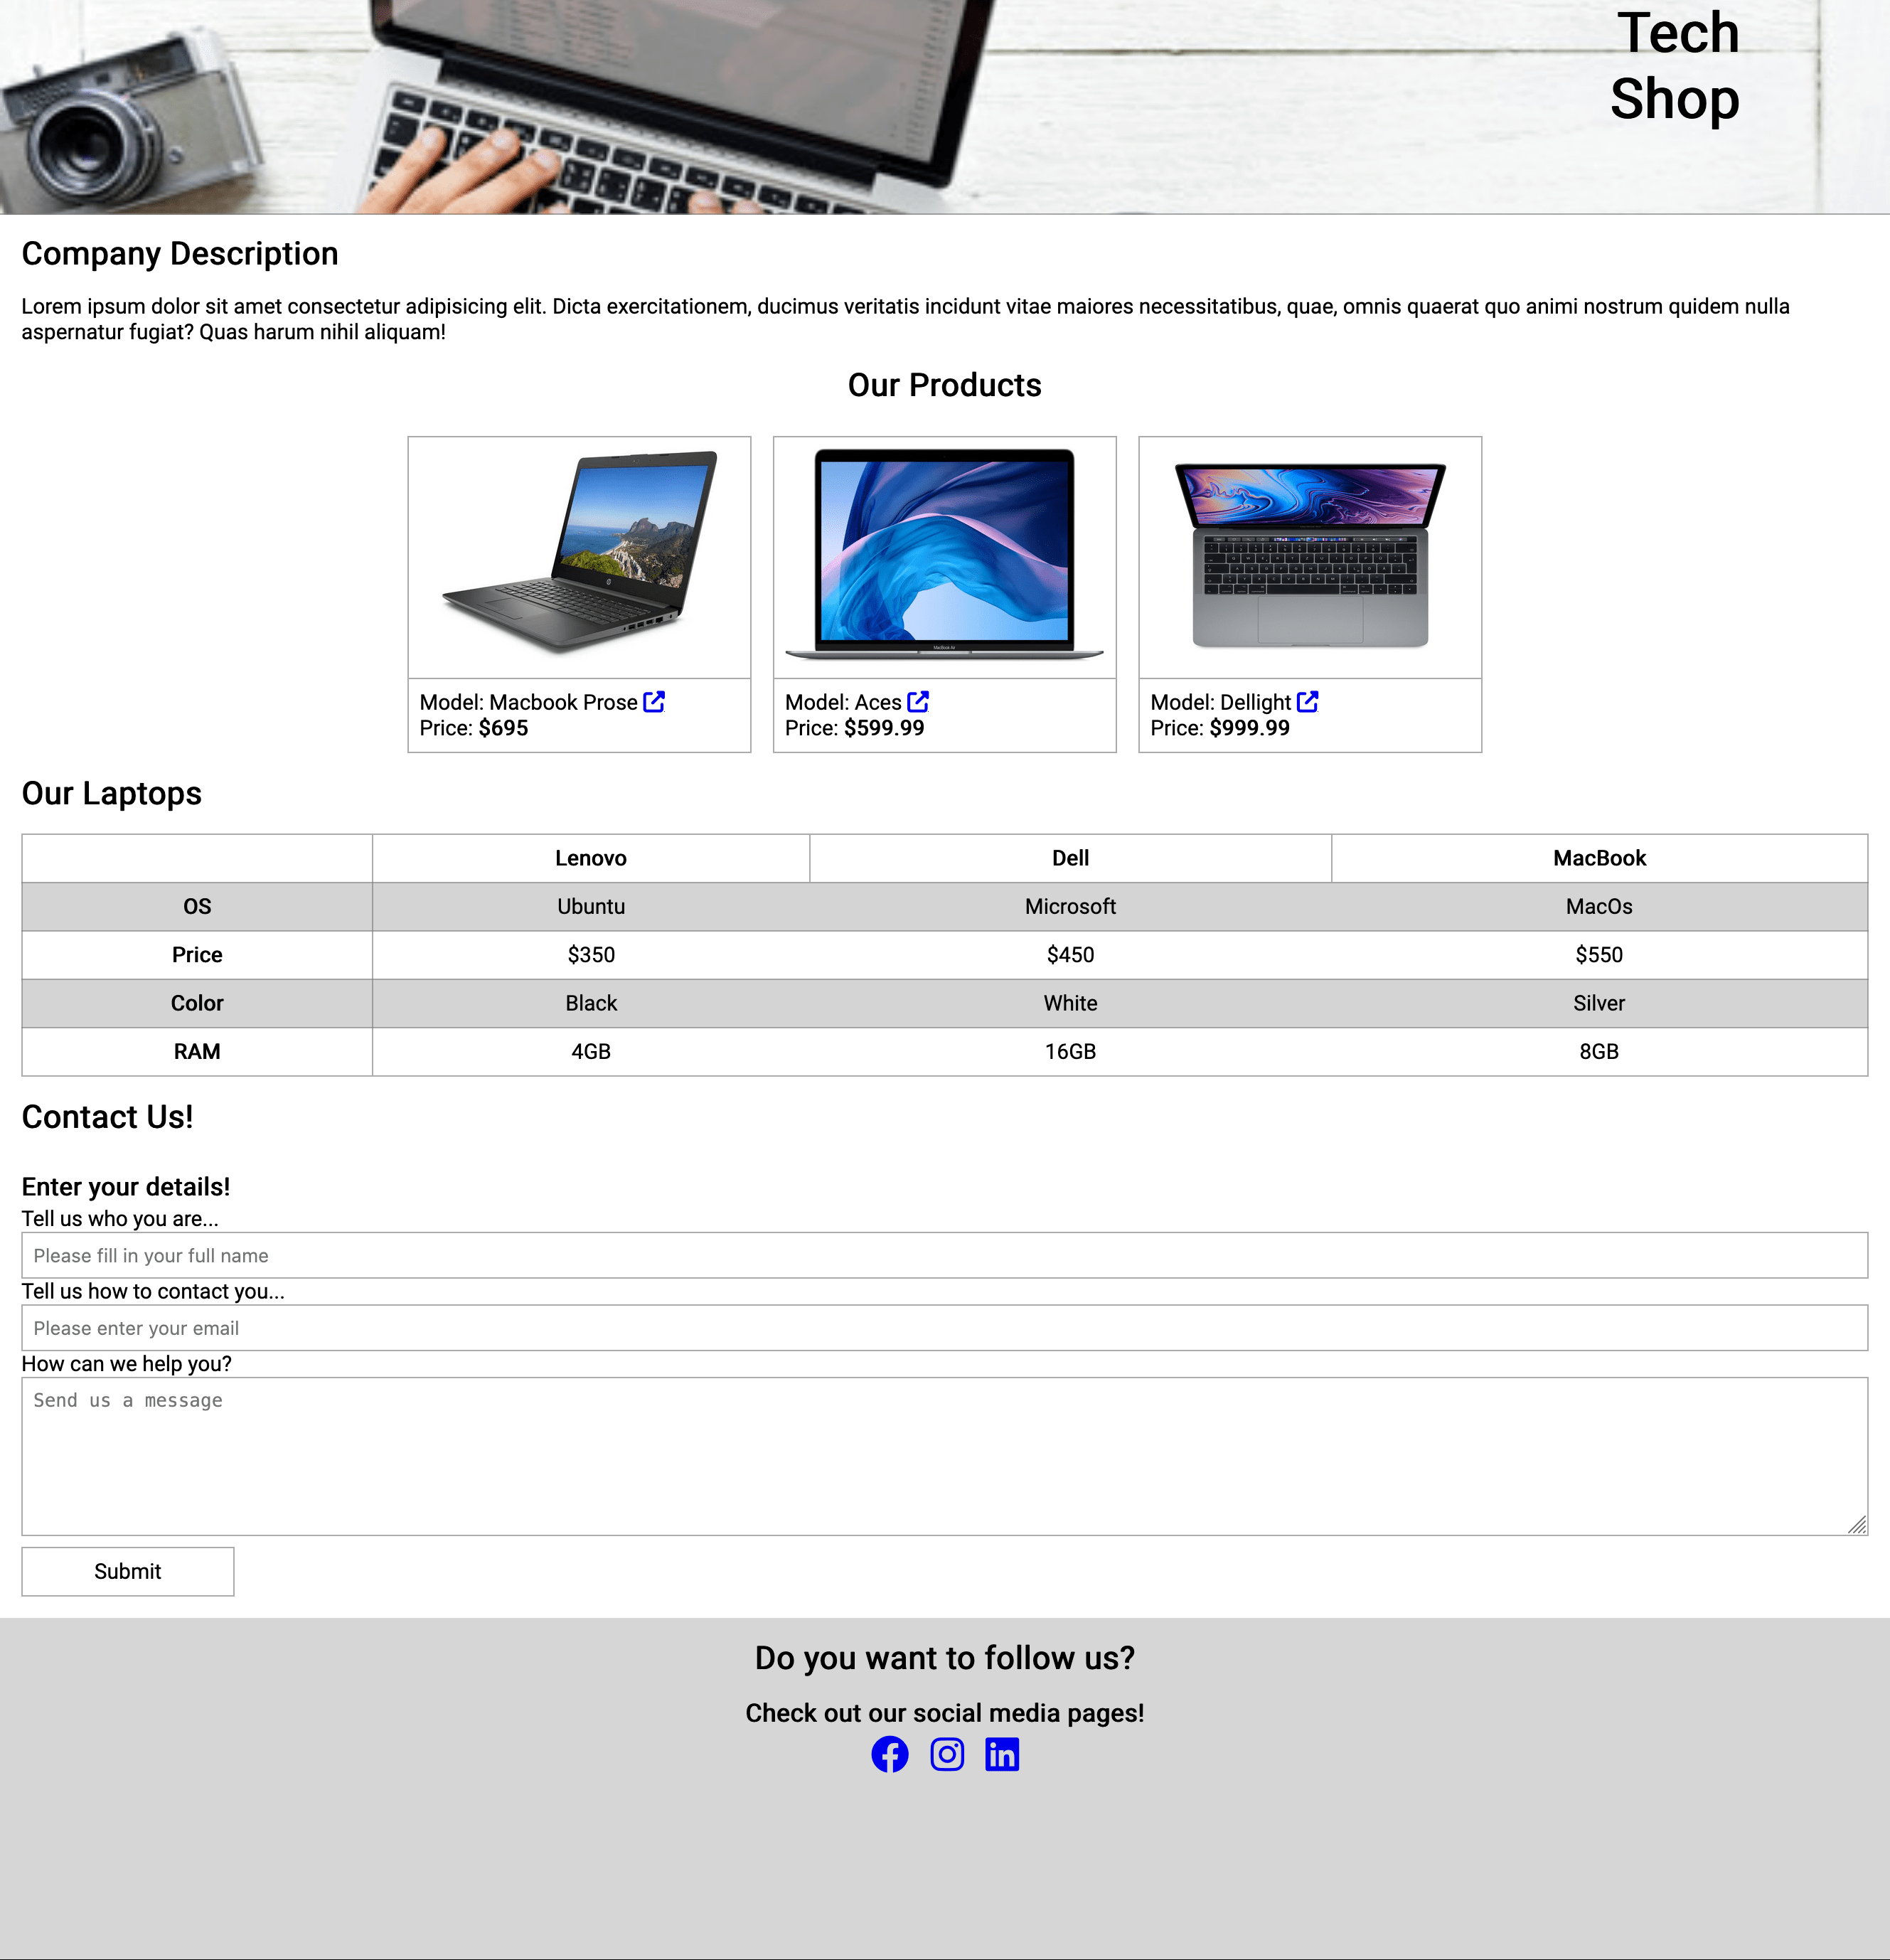 Tech
Shop
Company Description
Lorem ipsum dolor sit amet consectetur adipisicing elit. Dicta exercitationem, ducimus veritatis incidunt vitae maiores necessitatibus, quae, omnis quaerat quo animi nostrum quidem nulla
aspernatur fugiat? Quas harum nihil aliquam!
Our Products
MacBook Air
Model: Macbook Prose
Price: $695
Model: Aces
Price: $599.99
Model: Dellight
Price: $999.99
Our Laptops
Lenovo Dell MacBook
OS Ubuntu Microsoft MacOs
Price $350 $450 $550
Color Black White Silver
RAM 4GB 16GB 8GB
Contact Us!
Enter your details!
Tell us who you are...
Please fill in your full name
Tell us how to contact you...
Please enter your email
How can we help you?
Send us a message
Submit
Do you want to follow us?
Check out our social media pages!